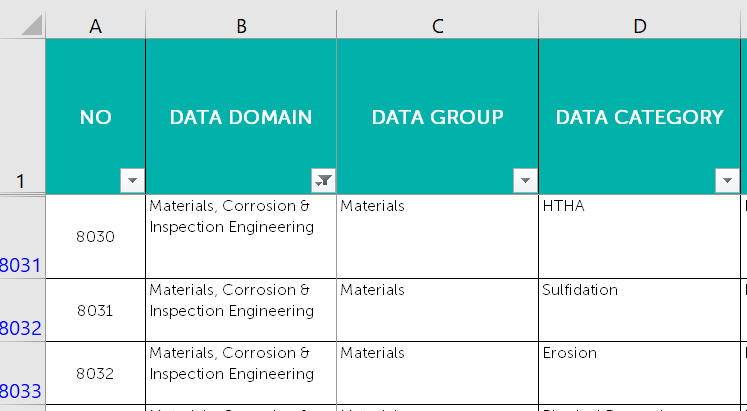 A B C D
1 NO DATA DOMAIN DATA GROUP DATA CATEGORY
8031 8030 Materials, Corrosion & Materials HTHA
Inspection Engineering
8032 8031 Materials, Corrosion & Materials Sulfidation
Inspection Engineering
8033 8032 Materials, Corrosion & Materials Erosion
Inspection Engineering